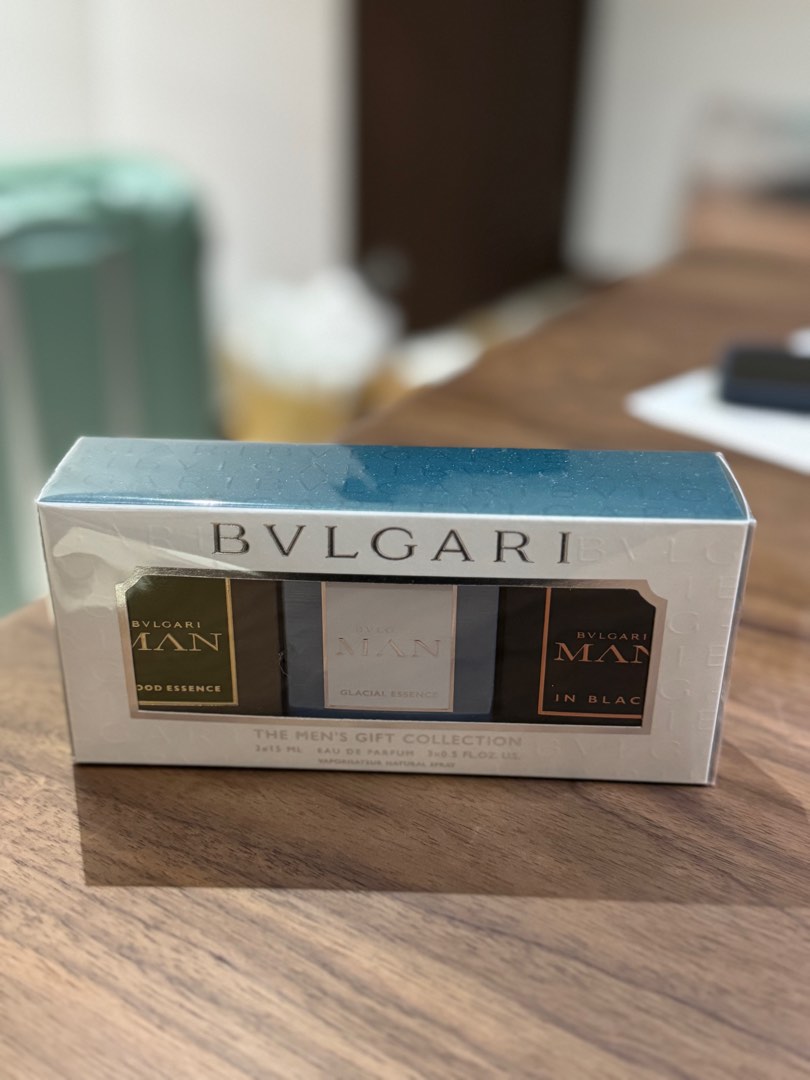 BVLGARI
BVLGARI
MAN
OOD ESSENCE
BVLGARI
MAN
GLACIAL ESSENCE
BVLGARI
MAN
IN BLAC
THE MEN'S GIFT COLLECTION
3x15 ML EAU DE PARFUM 3x0.5 FL.OZ. US.
VAPORISATEUR NATURAL SPRAY